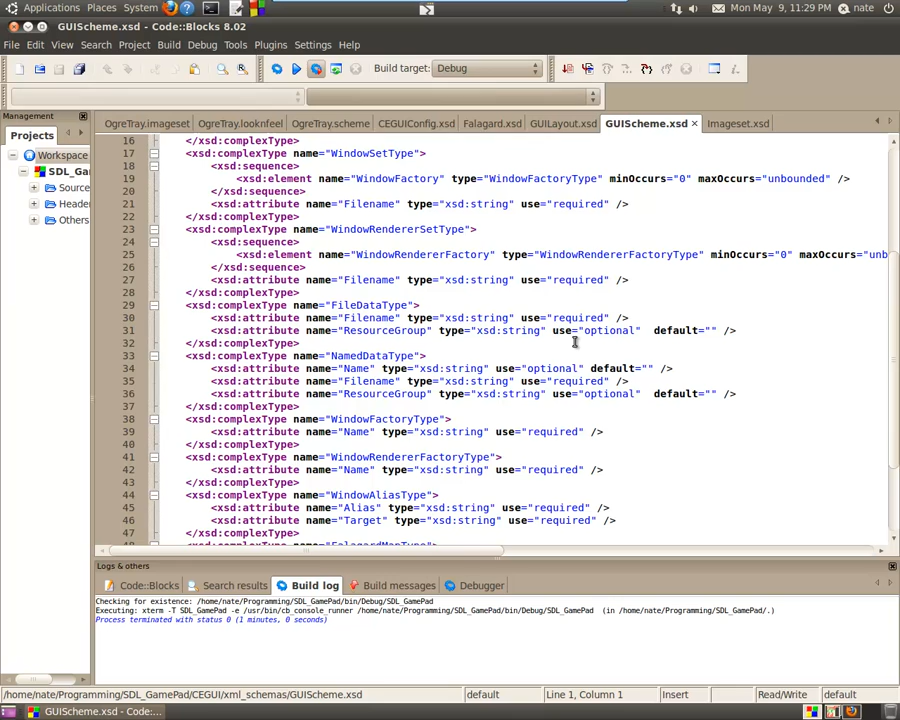 Applications Places System Mon May 9, 11:29 PM nate
GUIScheme.xsd - Code::Blocks 8.02
File Edit View Search Project Build Debug Tools Plugins Settings Help
Build target: Debug
Management
OgreTray.imageset OgreTray.looknfeel OgreTray.scheme CEGUIConfig.xsd Falagard.xsd GUILayout.xsd GUIScheme.xsd Imageset.xsd
Projects
Workspace
SDL_Ga
Source
Heade
Others
16 </xsd:complexType>
17 <xsd:complexType name="WindowSetType">
18 <xsd:sequence>
19 <xsd:element name="WindowFactory" type="WindowFactoryType" minOccurs="0" maxOccurs="unbounded" />
20 </xsd:sequence>
21 <xsd:attribute name="Filename" type="xsd:string" use="required" />
22 </xsd:complexType>
23 <xsd:complexType name="WindowRendererSetType">
24 <xsd:sequence>
25 <xsd:element name="WindowRendererFactory" type="WindowRendererFactoryType" minOccurs="0" maxOccurs="unb
26 </xsd:sequence>
27 <xsd:attribute name="Filename" type="xsd:string" use="required" />
28 </xsd:complexType>
29 <xsd:complexType name="FileDataType">
30 <xsd:attribute name="Filename" type="xsd:string" use="required" />
31 <xsd:attribute name="ResourceGroup" type="xsd:string" use="optional"  default="" />
32 </xsd:complexType>
33 <xsd:complexType name="NamedDataType">
34 <xsd:attribute name="Name" type="xsd:string" use="optional" default="" />
35 <xsd:attribute name="Filename" type="xsd:string" use="required" />
36 <xsd:attribute name="ResourceGroup" type="xsd:string" use="optional"  default="" />
37 </xsd:complexType>
38 <xsd:complexType name="WindowFactoryType">
39 <xsd:attribute name="Name" type="xsd:string" use="required" />
40 </xsd:complexType>
41 <xsd:complexType name="WindowRendererFactoryType">
42 <xsd:attribute name="Name" type="xsd:string" use="required" />
43 </xsd:complexType>
44 <xsd:complexType name="WindowAliasType">
45 <xsd:attribute name="Alias" type="xsd:string" use="required" />
46 <xsd:attribute name="Target" type="xsd:string" use="required" />
47 </xsd:complexType>
48 <xsd:complexType name="FalagardMapType">
Logs & others
Code::Blocks Search results Build log Build messages Debugger
Checking for existence: /home/nate/Programming/SDL_GamePad/bin/Debug/SDL_GamePad
Executing: xterm -T SDL_GamePad -e /usr/bin/cb_console_runner /home/nate/Programming/SDL_GamePad/bin/Debug/SDL_GamePad  (in /home/nate/Programming/SDL_GamePad/.)
Process terminated with status 0 (1 minutes, 0 seconds)
/home/nate/Programming/SDL_GamePad/CEGUI/xml_schemas/GUIScheme.xsd default Line 1, Column 1 Insert Read/Write default
GUIScheme.xsd - Code:...